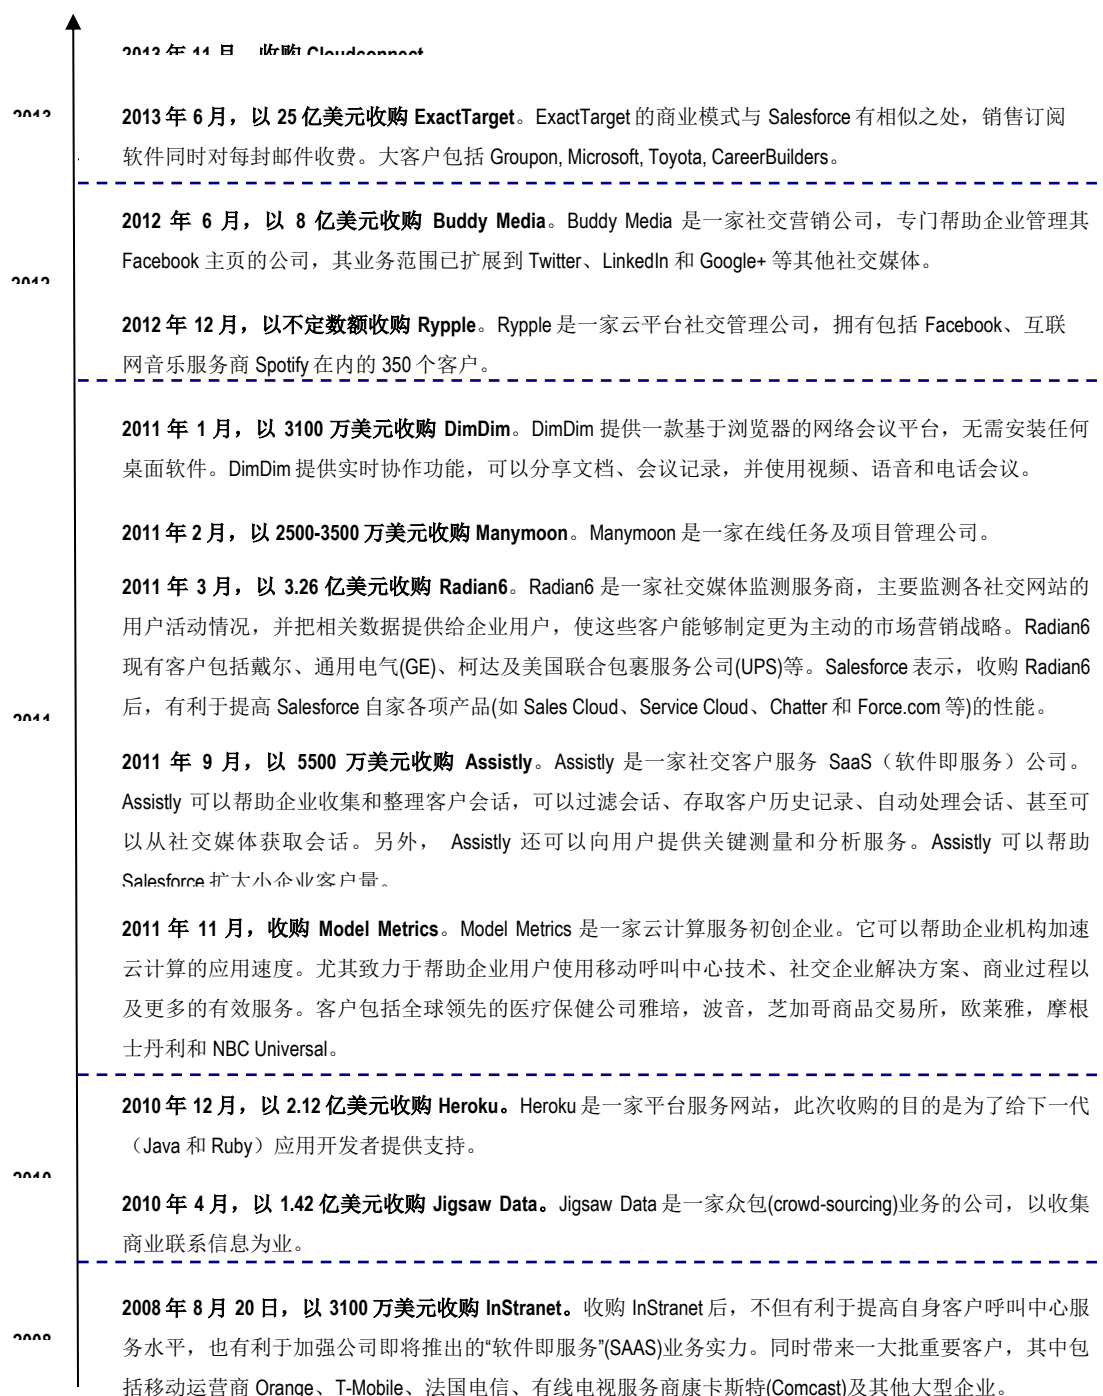 2013 年 11 月，收购 Cloudconnect
2013
2013 年 6 月，以 25 亿美元收购 ExactTarget。ExactTarget 的商业模式与 Salesforce 有相似之处，销售订阅
软件同时对每封邮件收费。大客户包括 Groupon, Microsoft, Toyota, CareerBuilders。
2012 年 6 月，以 8 亿美元收购 Buddy Media。Buddy Media 是一家社交营销公司，专门帮助企业管理其
Facebook 主页的公司，其业务范围已扩展到 Twitter、LinkedIn 和 Google+ 等其他社交媒体。
2012
2012 年 12 月，以不定数额收购 Rypple。Rypple 是一家云平台社交管理公司，拥有包括 Facebook、互联
网音乐服务商 Spotify 在内的 350 个客户。
2011 年 1 月，以 3100 万美元收购 DimDim。DimDim 提供一款基于浏览器的网络会议平台，无需安装任何
桌面软件。DimDim 提供实时协作功能，可以分享文档、会议记录，并使用视频、语音和电话会议。
2011 年 2 月，以 2500-3500 万美元收购 Manymoon。Manymoon 是一家在线任务及项目管理公司。
2011 年 3 月，以 3.26 亿美元收购 Radian6。Radian6 是一家社交媒体监测服务商，主要监测各社交网站的
用户活动情况，并把相关数据提供给企业用户，使这些客户能够制定更为主动的市场营销战略。Radian6
现有客户包括戴尔、通用电气(GE)、柯达及美国联合包裹服务公司(UPS)等。Salesforce 表示，收购 Radian6
后，有利于提高 Salesforce 自家各项产品(如 Sales Cloud、Service Cloud、Chatter 和 Force.com 等)的性能。
2011
2011 年 9 月，以 5500 万美元收购 Assistly。Assistly 是一家社交客户服务 SaaS（软件即服务）公司。
Assistly 可以帮助企业收集和整理客户会话，可以过滤会话、存取客户历史记录、自动处理会话、甚至可
以从社交媒体获取会话。另外， Assistly 还可以向用户提供关键测量和分析服务。Assistly 可以帮助
Salesforce 扩大小企业客户量。
2011 年 11 月，收购 Model Metrics。Model Metrics 是一家云计算服务初创企业。它可以帮助企业机构加速
云计算的应用速度。尤其致力于帮助企业用户使用移动呼叫中心技术、社交企业解决方案、商业过程以
及更多的有效服务。客户包括全球领先的医疗保健公司雅培，波音，芝加哥商品交易所，欧莱雅，摩根
士丹利和 NBC Universal。
2010 年 12 月，以 2.12 亿美元收购 Heroku。Heroku 是一家平台服务网站，此次收购的目的是为了给下一代
（Java 和 Ruby）应用开发者提供支持。
2010
2010 年 4 月，以 1.42 亿美元收购 Jigsaw Data。Jigsaw Data 是一家众包(crowd-sourcing)业务的公司，以收集
商业联系信息为业。
2008 年 8 月 20 日，以 3100 万美元收购 InStranet。收购 InStranet 后，不但有利于提高自身客户呼叫中心服
2008
务水平，也有利于加强公司即将推出的“软件即服务”(SAAS)业务实力。同时带来一大批重要客户，其中包
括移动运营商 Orange、T-Mobile、法国电信、有线电视服务商康卡斯特(Comcast)及其他大型企业。